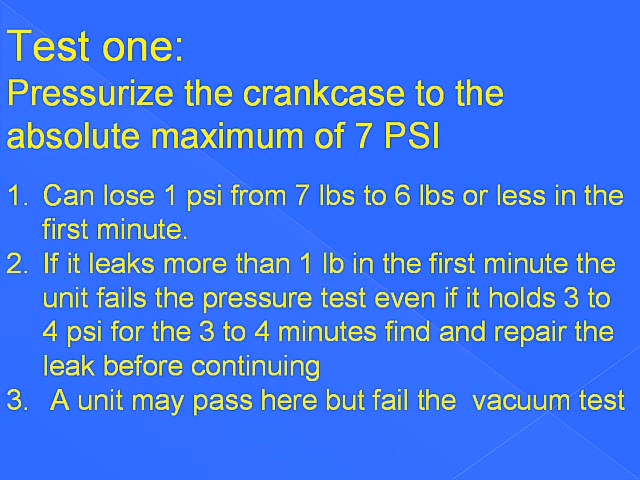 Test one:
Pressurize the crankcase to the
absolute maximum of 7 PSI
1. Can lose 1 psi from 7 lbs to 6 lbs or less in the
first minute.
2. If it leaks more than 1 lb in the first minute the
unit fails the pressure test even if it holds 3 to
4 psi for the 3 to 4 minutes find and repair the
leak before continuing
3. A unit may pass here but fail the vacuum test